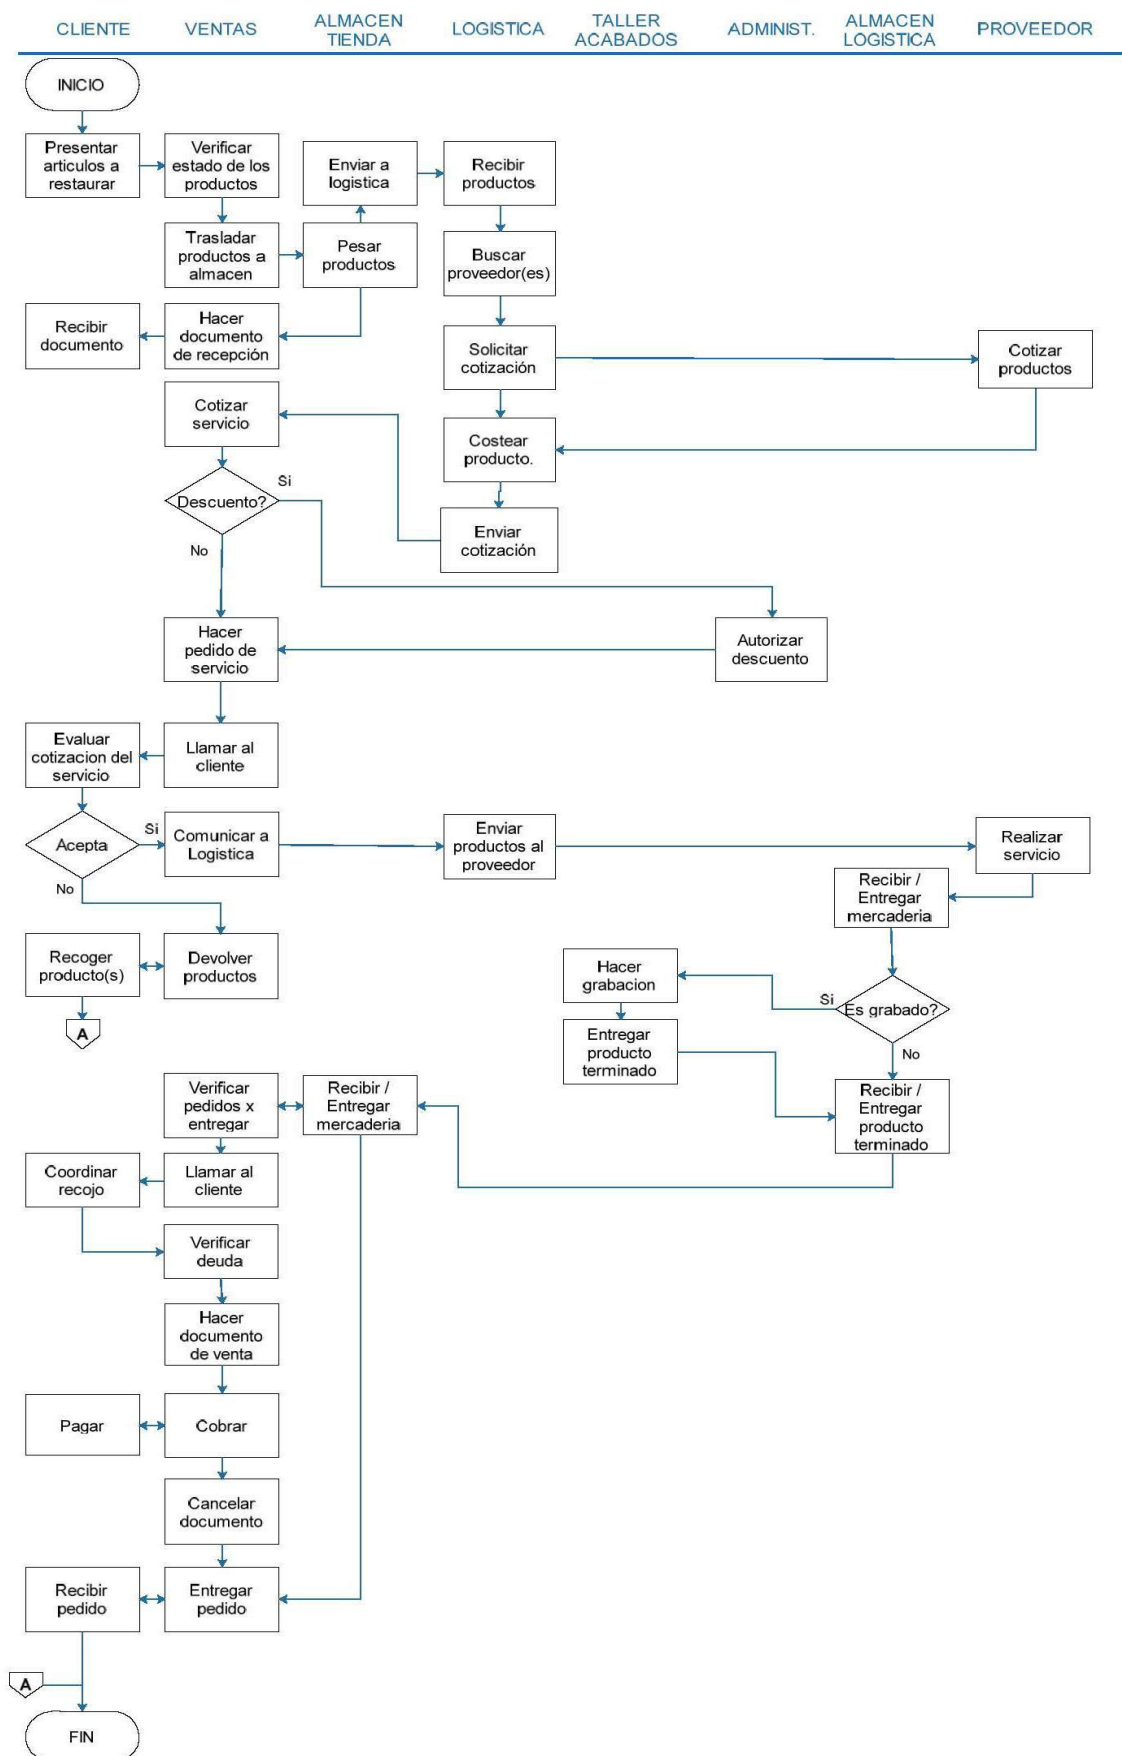 CLIENTE
VENTAS
ALMACEN
TIENDA
LOGISTICA
TALLER
ACABADOS
ADMINIST.
ALMACEN
LOGISTICA
PROVEEDOR
INICIO
Presentar
articulos a
restaurar
Verificar
estado de los
productos
Enviar a
logistica
Recibir
productos
Trasladar
productos a
almacen
Pesar
productos
Buscar
proveedor(es)
Recibir
documento
Hacer
documento
de recepción
Solicitar
cotización
Cotizar
productos
Cotizar
servicio
Costear
producto.
Descuento?
Si
No
Enviar
cotización
Hacer
pedido de
servicio
Autorizar
descuento
Evaluar
cotizacion del
servicio
Llamar al
cliente
Acepta
Si
No
Comunicar a
Logistica
Enviar
productos al
proveedor
Realizar
servicio
Recibir /
Entregar
mercaderia
Recoger
producto(s)
Devolver
productos
Hacer
grabacion
Si
Es grabado?
No
A
Entregar
producto
terminado
Verificar
pedidos x
entregar
Recibir /
Entregar
mercaderia
Recibir /
Entregar
producto
terminado
Coordinar
recojo
Llamar al
cliente
Verificar
deuda
Hacer
documento
de venta
Pagar
Cobrar
Cancelar
documento
Recibir
pedido
Entregar
pedido
A
FIN